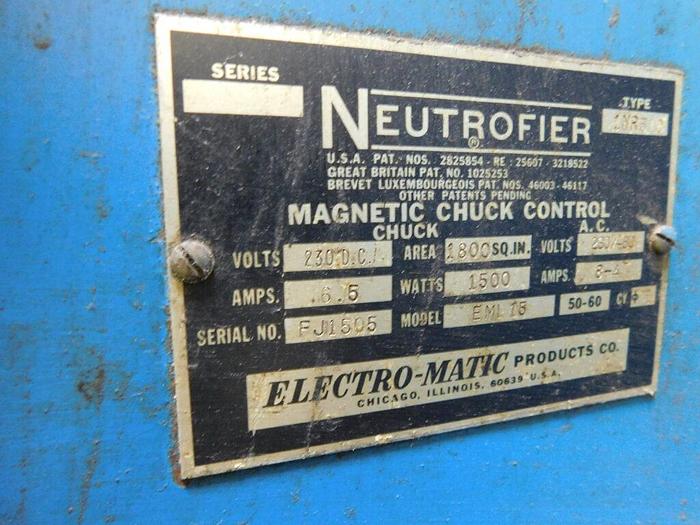 SERIES
NEUTROFIER ®
TYPE
U.S.A. PAT. NOS. 2825854 - RE : 25607 - 3218522
GREAT BRITAIN PAT. NO. 1025253
BREVET LUXEMBOURGEOIS PAT. NOS. 46003 - 46117
OTHER PATENTS PENDING
MAGNETIC CHUCK CONTROL
CHUCK A.C.
VOLTS 230 D.C. AREA 1800 SQ.IN. VOLTS
AMPS. 6.5 WATTS 1500 AMPS.
SERIAL NO. FJ1505 MODEL EML 15 50-60 CY
ELECTRO-MATIC PRODUCTS CO.
CHICAGO, ILLINOIS, 60639 U.S.A.